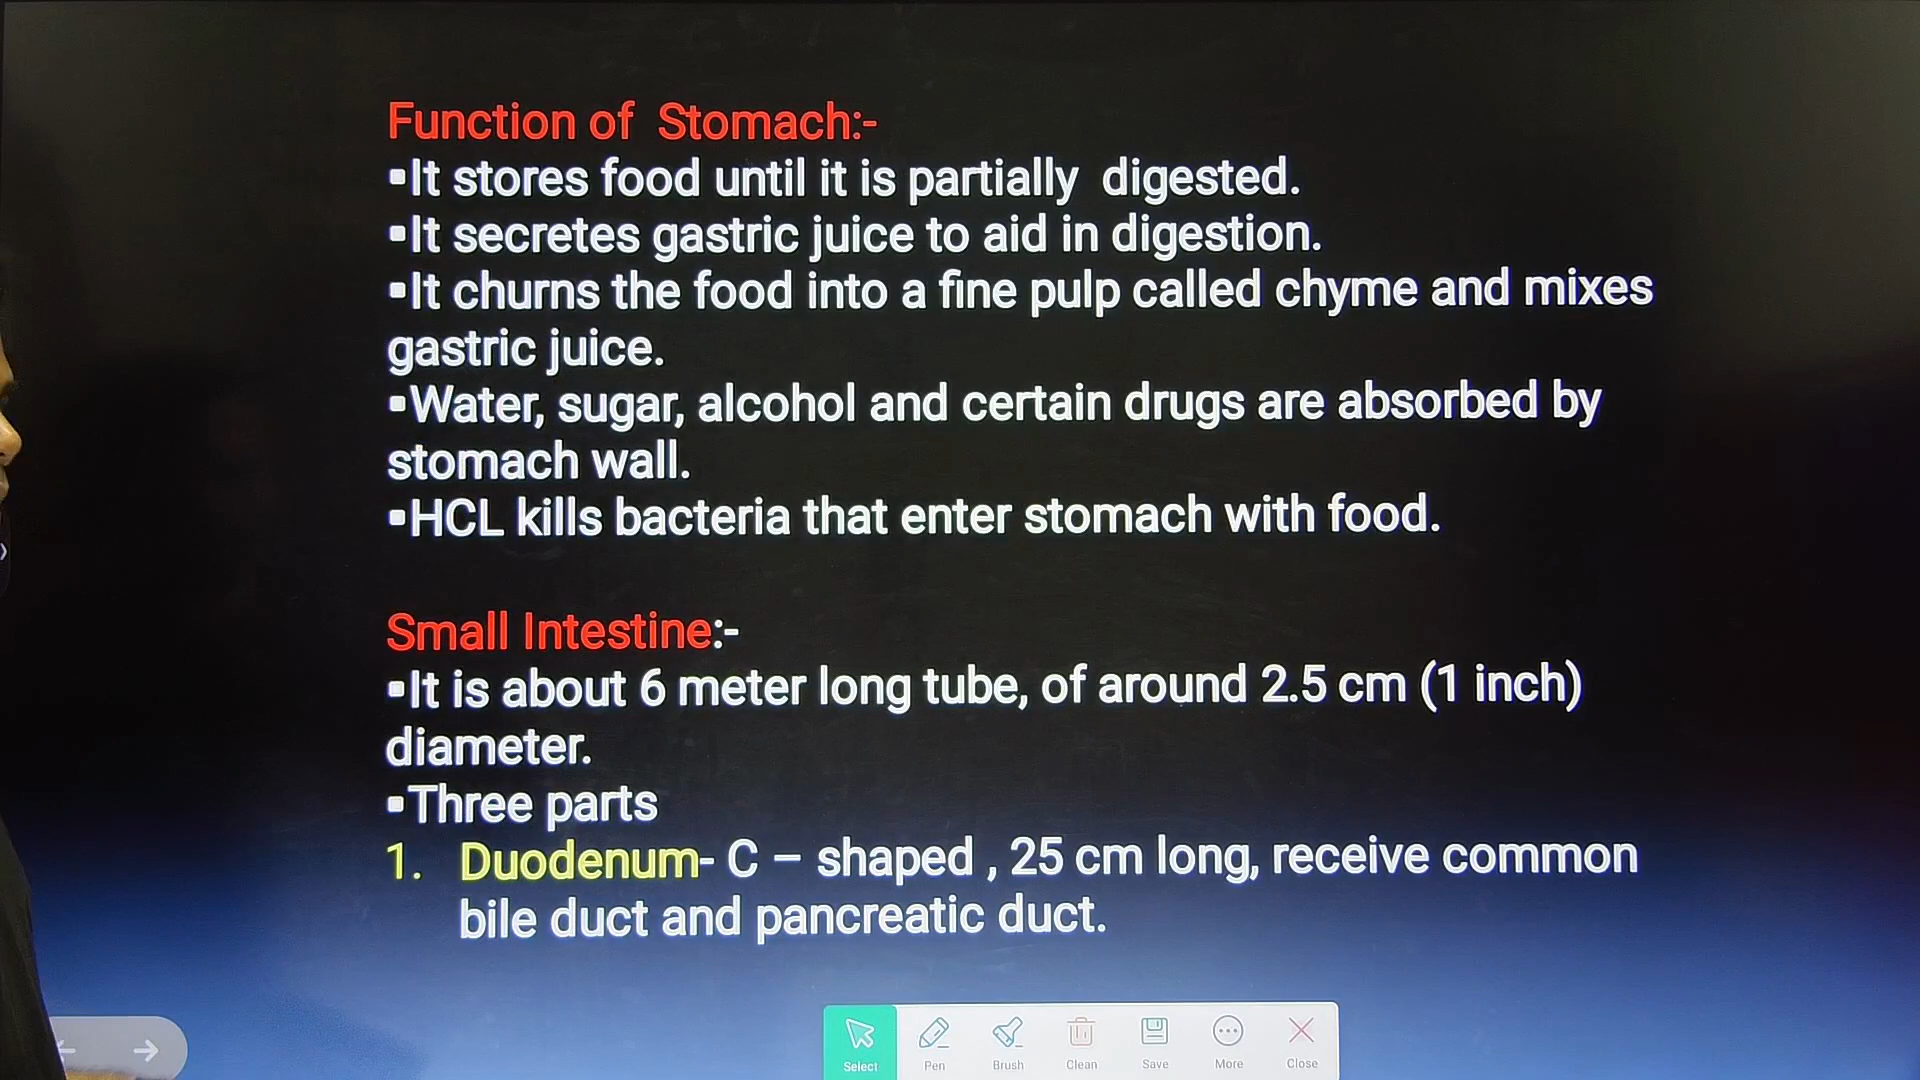 Function of  Stomach:-
▪It stores food until it is partially  digested.
▪It secretes gastric juice to aid in digestion.
▪It churns the food into a fine pulp called chyme and mixes
gastric juice.
▪Water, sugar, alcohol and certain drugs are absorbed by
stomach wall.
▪HCL kills bacteria that enter stomach with food.
Small Intestine:-
▪It is about 6 meter long tube, of around 2.5 cm (1 inch)
diameter.
▪Three parts
1. Duodenum- C – shaped , 25 cm long, receive common
bile duct and pancreatic duct.
Select Pen Brush Clean Save More Close